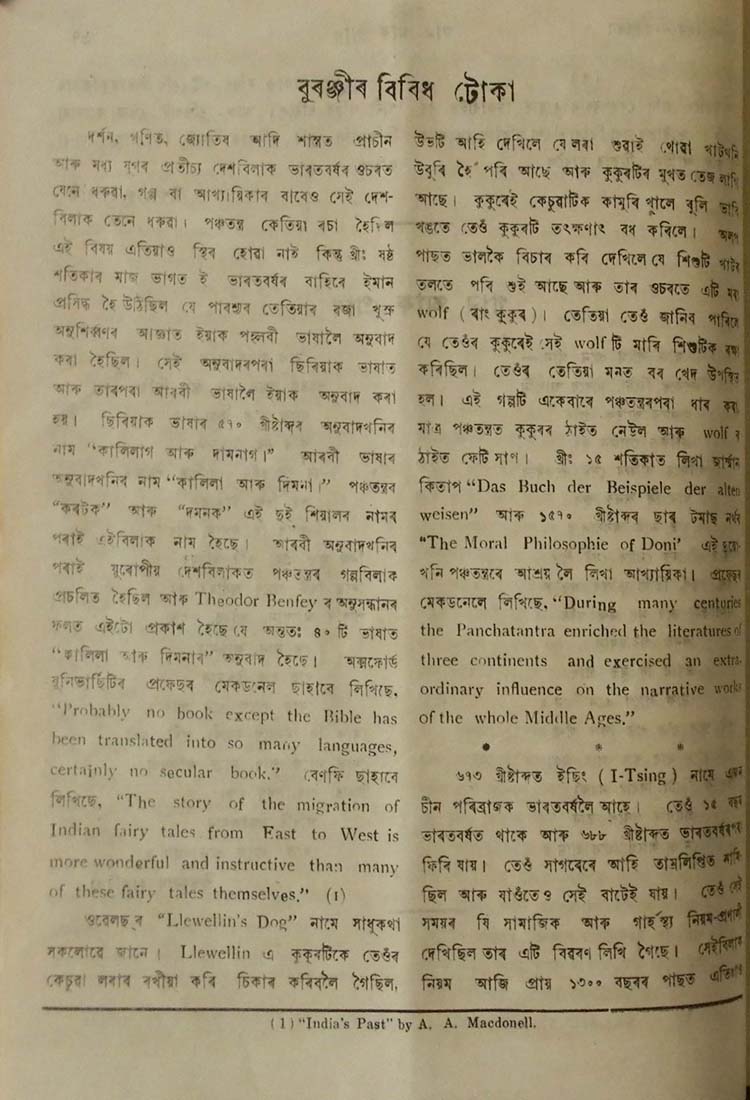 বুৰঞ্জীৰ বিবিধ টোকা
দৰ্শন, গণিত, জ্যোতিষ আদি শাস্ত্ৰত প্ৰাচীন
আৰু মধ্য যুগৰ প্ৰতীচ্য দেশবিলাক ভাৰতবৰ্ষৰ ওচৰত
যেনে ধৰুৱা, গল্প বা আখ্যায়িকাৰ বাবেও সেই দেশ-
বিলাক তেনে ধৰুৱা। পঞ্চতন্ত্ৰ কেতিয়া ৰচা হৈছিল
এই বিষয় এতিয়াও স্থিৰ হোৱা নাই কিন্তু খ্ৰীঃ ষষ্ঠ
শতিকাৰ মাজ ভাগত ই ভাৰতবৰ্ষৰ বাহিৰে ইমান
প্ৰসিদ্ধ হৈ উঠিছিল যে পাৰশ্যৰ তেতিয়াৰ ৰজা খুস্ৰু
অনুশিৰ্ব্বণৰ আজ্ঞাত ইয়াক পহ্লবী ভাষালৈ অনুবাদ
কৰা হৈছিল। সেই অনুবাদৰপৰা ছিৰিয়াক ভাষাত
আৰু তাৰপৰা আৰবী ভাষালৈ ইয়াক অনুবাদ কৰা
হয়। ছিৰিয়াক ভাষাৰ ৫৭০ খ্ৰীষ্টাব্দৰ অনুবাদখনিৰ
নাম “কালিলাগ আৰু দামনাগ।” আৰবী ভাষাৰ
অনুবাদখনিৰ নাম “কালিলা আৰু দিমনা।” পঞ্চতন্ত্ৰৰ
“কৰটক” আৰু “দমনক” এই দুই শিয়ালৰ নামৰ
পৰাই এইবিলাক নাম হৈছে। আৰবী অনুবাদখনিৰ
পৰাই য়ুৰোপীয় দেশবিলাকত পঞ্চতন্ত্ৰৰ গল্পবিলাক
প্ৰচলিত হৈছিল আৰু Theodor Benfey ৰ অনুসন্ধানৰ
ফলত এইটো প্ৰকাশ হৈছে যে অন্ততঃ ৪০ টি ভাষাত
“কালিলা আৰু দিমনাৰ” অনুবাদ হৈছে। অক্সফোৰ্ড
য়ুনিভাৰ্ছিটিৰ প্ৰফেছৰ মেকডনেল ছাহাবে লিখিছে,
“Probably no book except the Bible has
been translated into so many languages,
certainly no secular book.” বেণফি ছাহাবে
লিখিছে, “The story of the migration of
Indian fairy tales from East to West is
more wonderful and instructive than many
of these fairy tales themselves.” (1)
ওৱেলছৰ “Llewellin's Dog” নামে সাধুকথা
সকলোৱে জানে। Llewellin এ কুকুৰটিকে তেওঁৰ
কেচুৱা লৰাৰ ৰখীয়া কৰি চিকাৰ কৰিবলৈ গৈছিল,
উভটি আহি দেখিলে যে লৰা শুৱাই থোৱা খাটখনি
উবুৰি হৈ পৰি আছে আৰু কুকুৰটিৰ মুখত তেজ লাগি
আছে। কুকুৰেই কেচুৱাটিক কামুৰি খালে বুলি ভাবি
খঙতে তেওঁ কুকুৰটি তৎক্ষণাৎ বধ কৰিলে। অলপ
পাছত ভালকৈ বিচাৰ কৰি দেখিলে যে শিশুটি খাটৰ
তলতে পৰি শুই আছে আৰু তাৰ ওচৰতে এটি মৰা
wolf (ৰাং কুকুৰ)। তেতিয়া তেওঁ জানিব পাৰিলে
যে তেওঁৰ কুকুৰেই সেই wolf টি মাৰি শিশুটিক ৰক্ষা
কৰিছিল। তেওঁৰ তেতিয়া মনত বৰ খেদ উপস্থিত
হল। এই গল্পটি একেবাৰে পঞ্চতন্ত্ৰৰপৰা ধাৰ কৰা
মাত্ৰ পঞ্চতন্ত্ৰত কুকুৰৰ ঠাইত নেউল আৰু wolf ৰ
ঠাইত ফেটি সাপ। খ্ৰীঃ ১৫ শতিকাত লিখা জাৰ্ম্মান
কিতাপ “Das Buch der Beispiele der alten
weisen” আৰু ১৫৭০ খ্ৰীষ্টাব্দৰ ছাৰ টমাছ নৰ্থৰ
“The Moral Philosophie of Doni’ এই দুয়ো-
খনি পঞ্চতন্ত্ৰৰে আশ্ৰয় লৈ লিখা আখ্যায়িকা। প্ৰফেছৰ
মেকডনেলে লিখিছে, “During many centuries
the Panchatantra enriched the literatures of
three continents and exercised an extra-
ordinary influence on the narrative works
of the whole Middle Ages.”
* * *
৬৭৩ খ্ৰীষ্টাব্দত ইছিং (I-Tsing) নামে এজন
চীন পৰিব্ৰাজক ভাৰতবৰ্ষলৈ আহে। তেওঁ ১৫ বছৰ
ভাৰতবৰ্ষত থাকে আৰু ৬৮৮ খ্ৰীষ্টাব্দত ভাৰতবৰ্ষৰপৰা
ফিৰি যায়। তেওঁ সাগৰেৰে আহি তাম্ৰলিপ্তিত নামি
ছিল আৰু যাওঁতেও সেই বাটেই যায়। তেওঁ সেই
সময়ৰ যি সামাজিক আৰু গাৰ্হস্থ্য নিয়ম-প্ৰণালী
দেখিছিল তাৰ এটি বিৱৰণ লিখি গৈছে। সেইবিলাক
নিয়ম আজি প্ৰায় ১৩০০ বছৰৰ পাছত এতিয়াও
(1) “India's Past” by A. A. Macdonell.